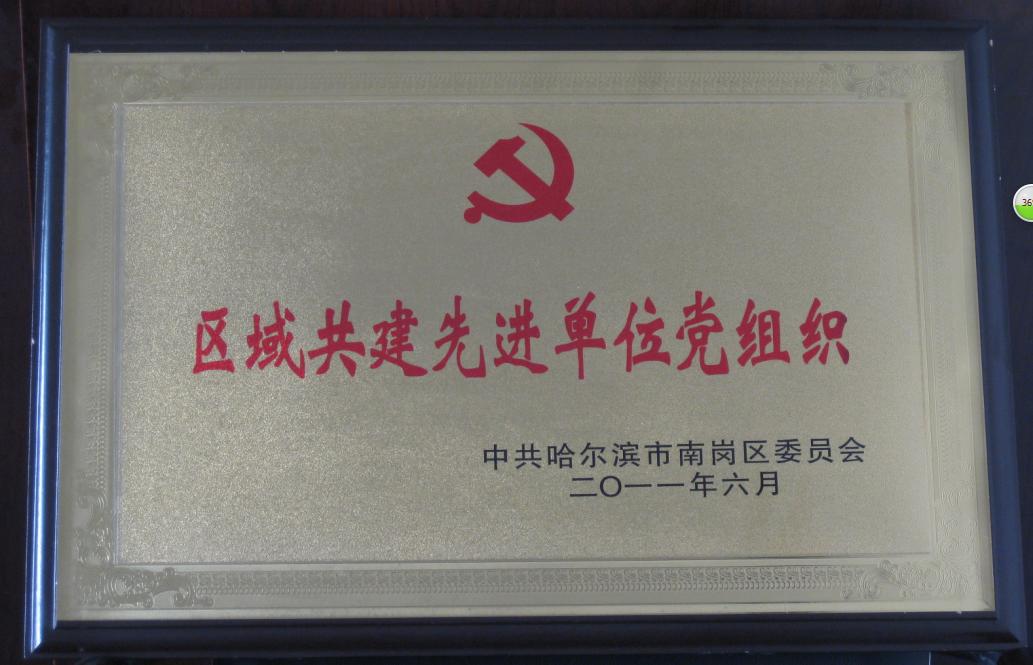 区域共建先进单位党组织
中共哈尔滨市南岗区委员会
二〇一一年六月